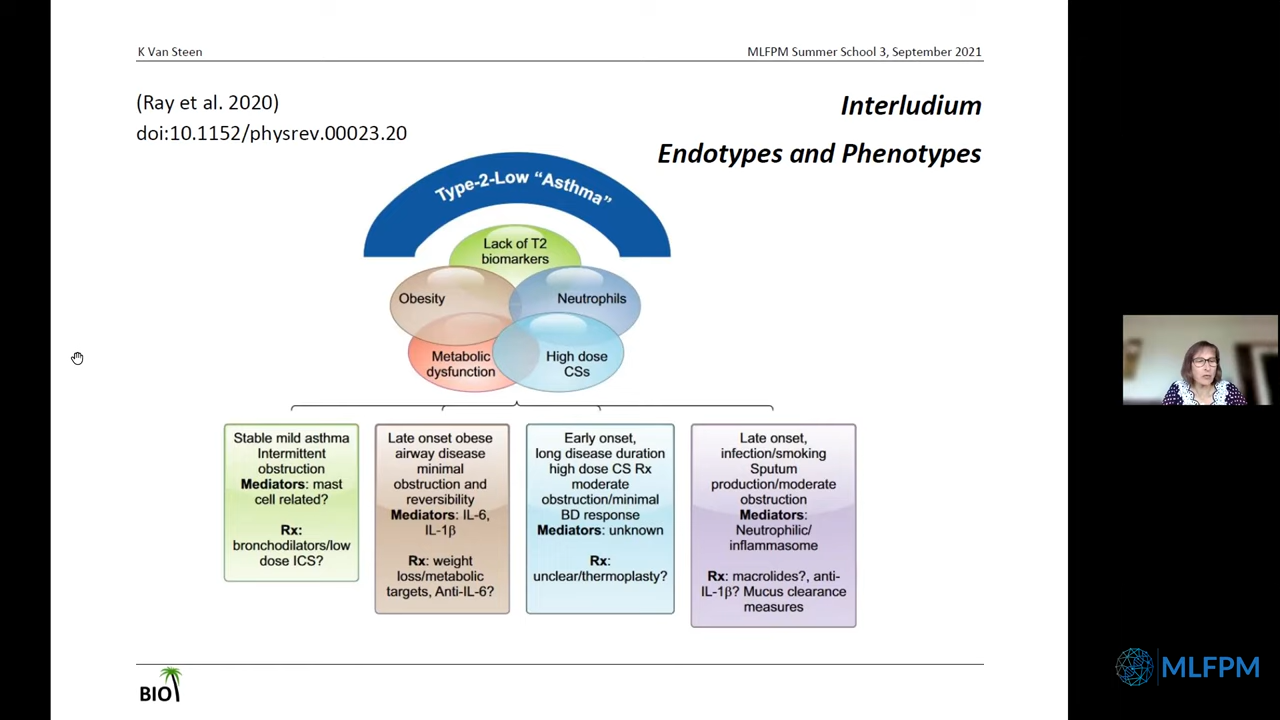 K Van Steen
MLFPM Summer School 3, September 2021
(Ray et al. 2020)
doi:10.1152/physrev.00023.20
Interludium
Endotypes and Phenotypes
Type-2-Low “Asthma”
Lack of T2
biomarkers
Obesity
Neutrophils
Metabolic
dysfunction
High dose
CSs
Stable mild asthma
Intermittent
obstruction
Mediators: mast
cell related?
Rx:
bronchodilators/low
dose ICS?
Late onset obese
airway disease
minimal
obstruction and
reversibility
Mediators: IL-6,
IL-1β
Rx: weight
loss/metabolic
targets, Anti-IL-6?
Early onset,
long disease duration
high dose CS Rx
moderate
obstruction/minimal
BD response
Mediators: unknown
Rx:
unclear/thermoplasty?
Late onset,
infection/smoking
Sputum
production/moderate
obstruction
Mediators:
Neutrophilic/
inflammasome
Rx: macrolides?, anti-
IL-1β? Mucus clearance
measures
BIO
MLFPM